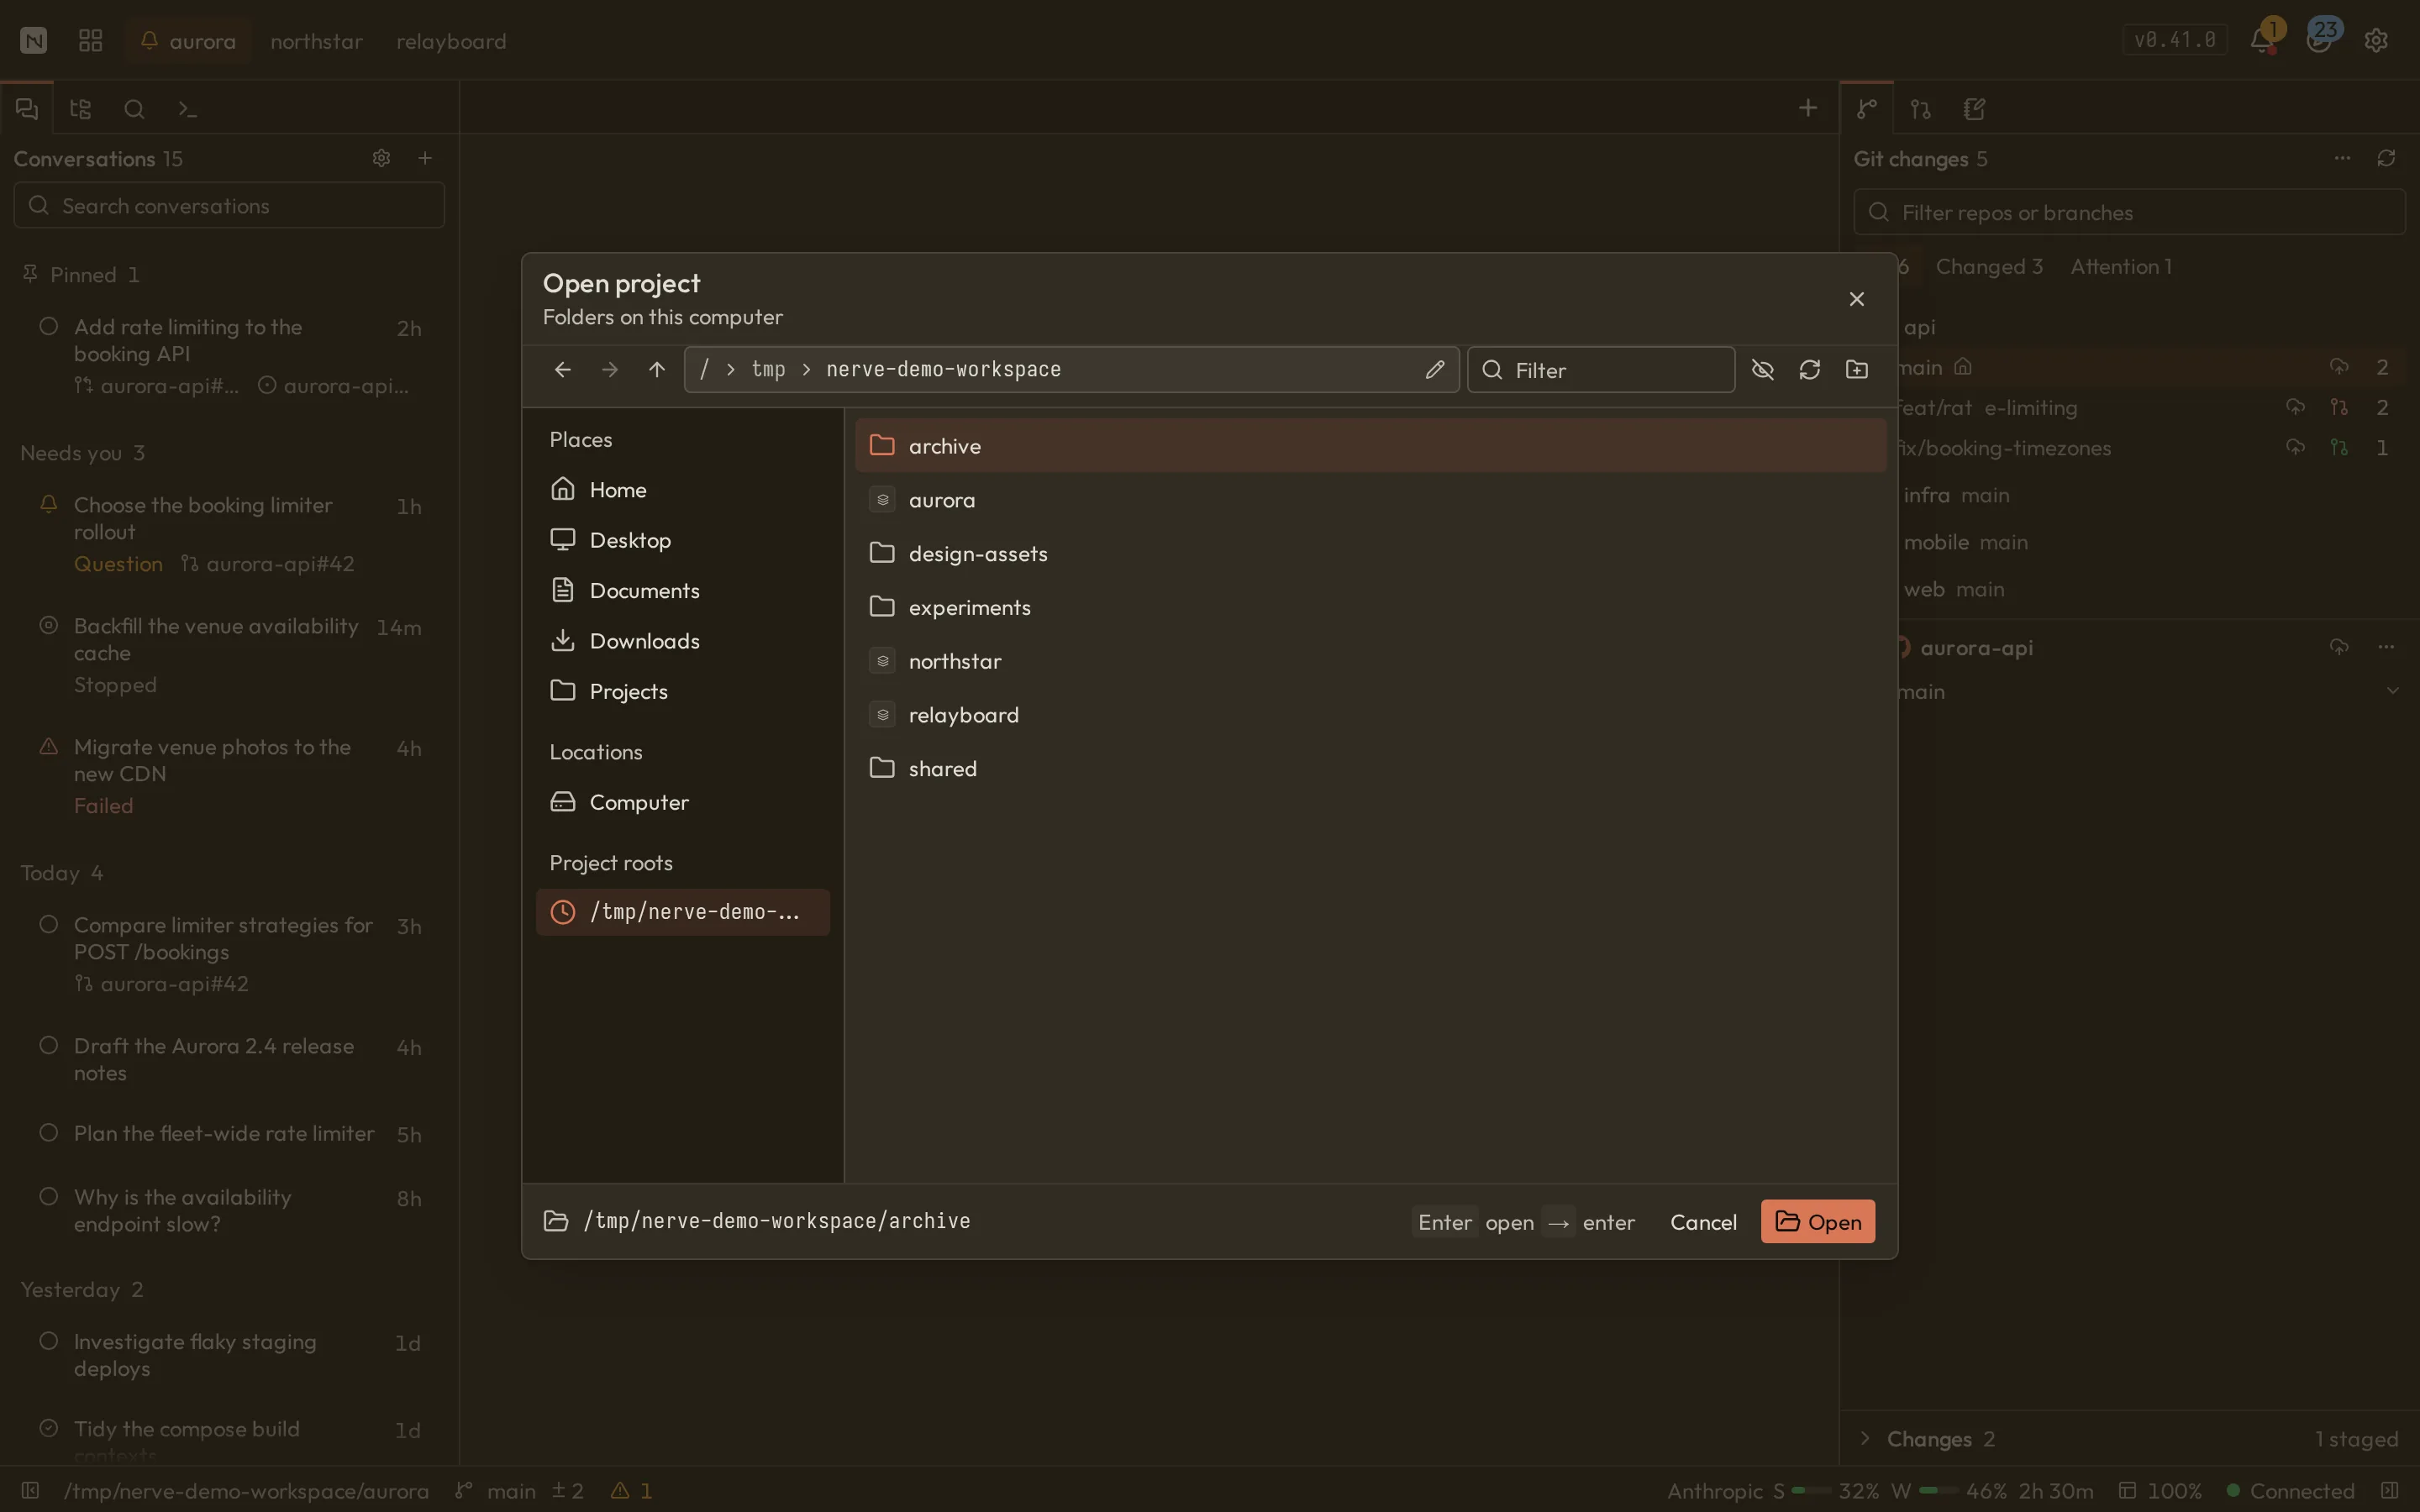 aurora northstar relayboard v0.41.0 1 23
Conversations 15
Search conversations
Pinned 1
Add rate limiting to the 2h
booking API
aurora-api#... aurora-api...
Needs you 3
Choose the booking limiter 1h
rollout
Question aurora-api#42
Backfill the venue availability 14m
cache
Stopped
Migrate venue photos to the 4h
new CDN
Failed
Today 4
Compare limiter strategies for 3h
POST /bookings
aurora-api#42
Draft the Aurora 2.4 release 4h
notes
Plan the fleet-wide rate limiter 5h
Why is the availability 8h
endpoint slow?
Yesterday 2
Investigate flaky staging 1d
deploys
Tidy the compose build 1d
contexts
Open project
Folders on this computer
/ > tmp > nerve-demo-workspace
Filter
Places
Home
Desktop
Documents
Downloads
Projects
Locations
Computer
Project roots
/tmp/nerve-demo-...
archive
aurora
design-assets
experiments
northstar
relayboard
shared
/tmp/nerve-demo-workspace/archive
Enter open → enter Cancel Open
Git changes 5
Filter repos or branches
6 Changed 3 Attention 1
api
main 2
feat/rat e-limiting 2
fix/booking-timezones 1
infra main
mobile main
web main
aurora-api
main
Changes 2 1 staged
/tmp/nerve-demo-workspace/aurora main ±2 1
Anthropic S 32% W 46% 2h 30m 100% Connected